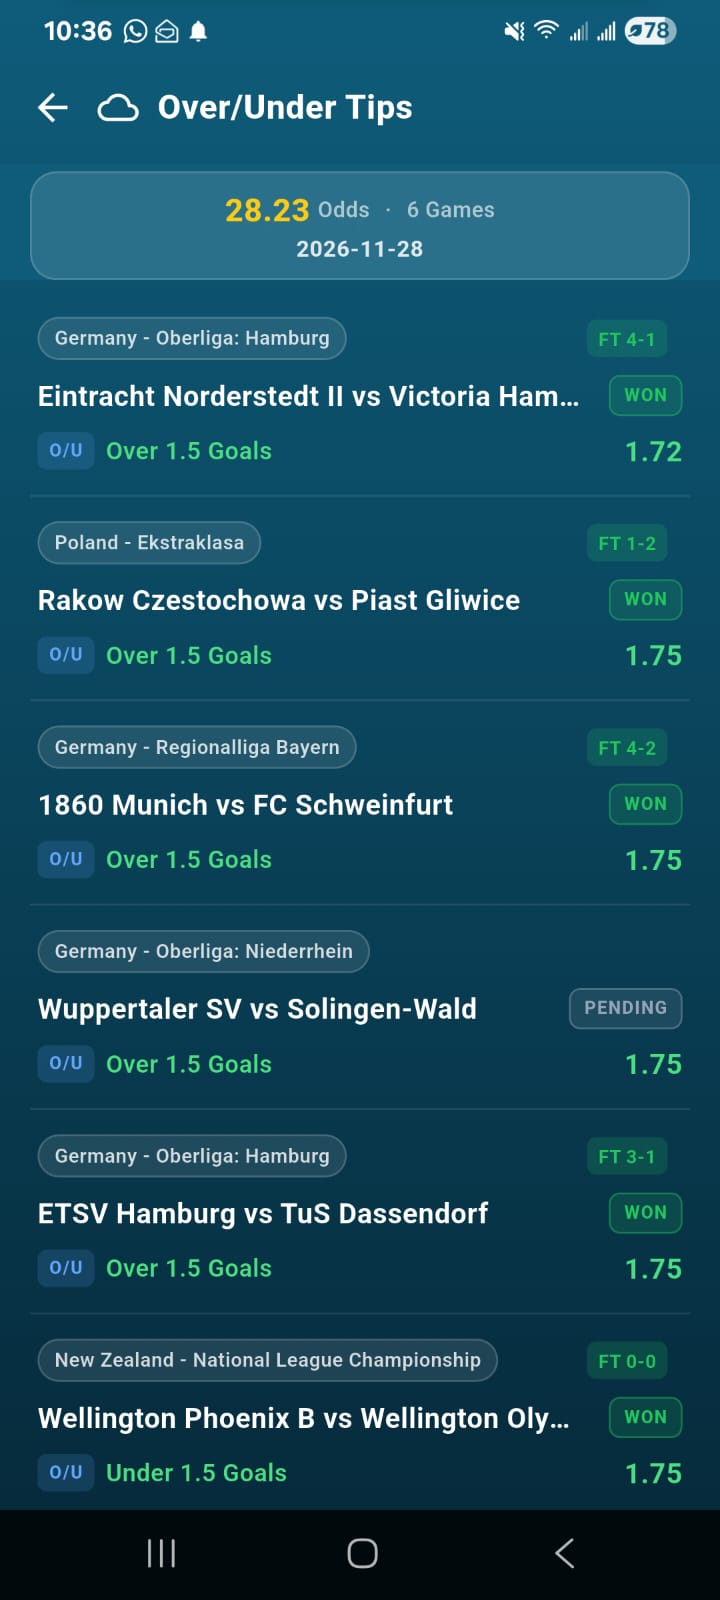 10:36 78
Over/Under Tips
28.23 Odds · 6 Games
2026-11-28
Germany - Oberliga: Hamburg FT 4-1
Eintracht Norderstedt II vs Victoria Ham... WON
O/U Over 1.5 Goals 1.72
Poland - Ekstraklasa FT 1-2
Rakow Czestochowa vs Piast Gliwice WON
O/U Over 1.5 Goals 1.75
Germany - Regionalliga Bayern FT 4-2
1860 Munich vs FC Schweinfurt WON
O/U Over 1.5 Goals 1.75
Germany - Oberliga: Niederrhein
Wuppertaler SV vs Solingen-Wald PENDING
O/U Over 1.5 Goals 1.75
Germany - Oberliga: Hamburg FT 3-1
ETSV Hamburg vs TuS Dassendorf WON
O/U Over 1.5 Goals 1.75
New Zealand - National League Championship FT 0-0
Wellington Phoenix B vs Wellington Oly... WON
O/U Under 1.5 Goals 1.75